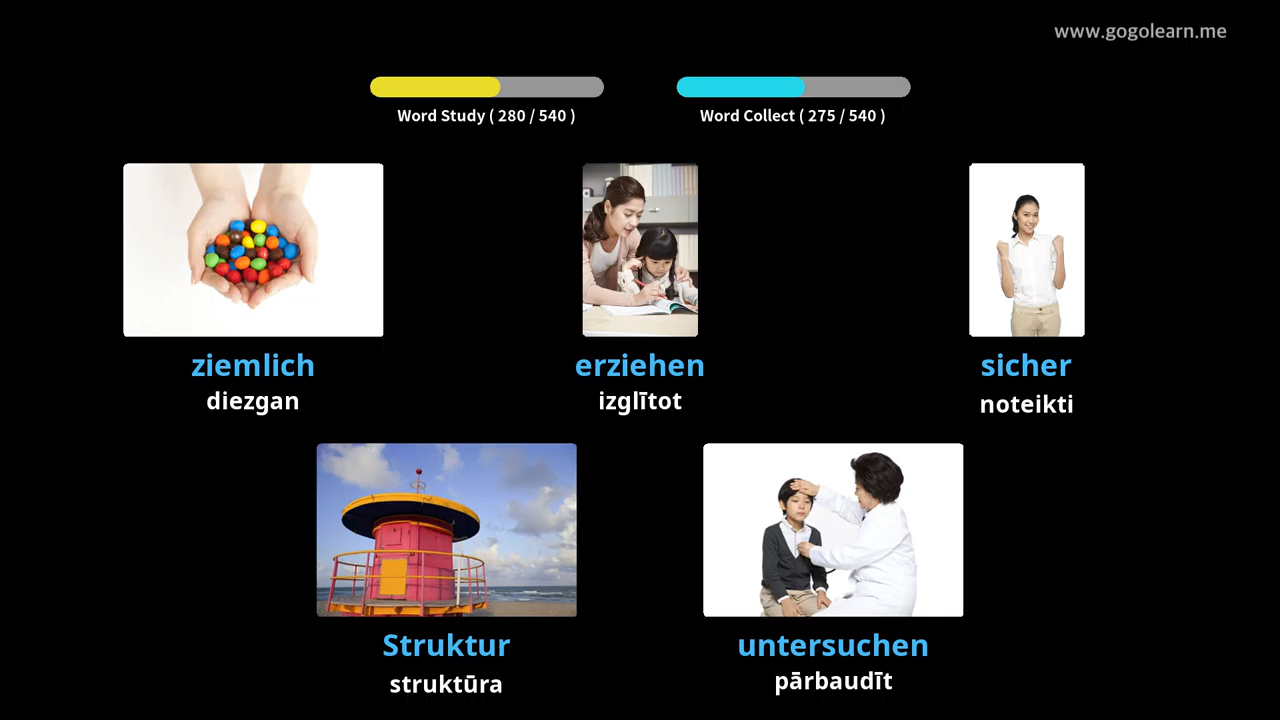 www.gogolearn.me
Word Study ( 280 / 540 )
Word Collect ( 275 / 540 )
ziemlich
diezgan
erziehen
izglītot
sicher
noteikti
Struktur
struktūra
untersuchen
pārbaudīt